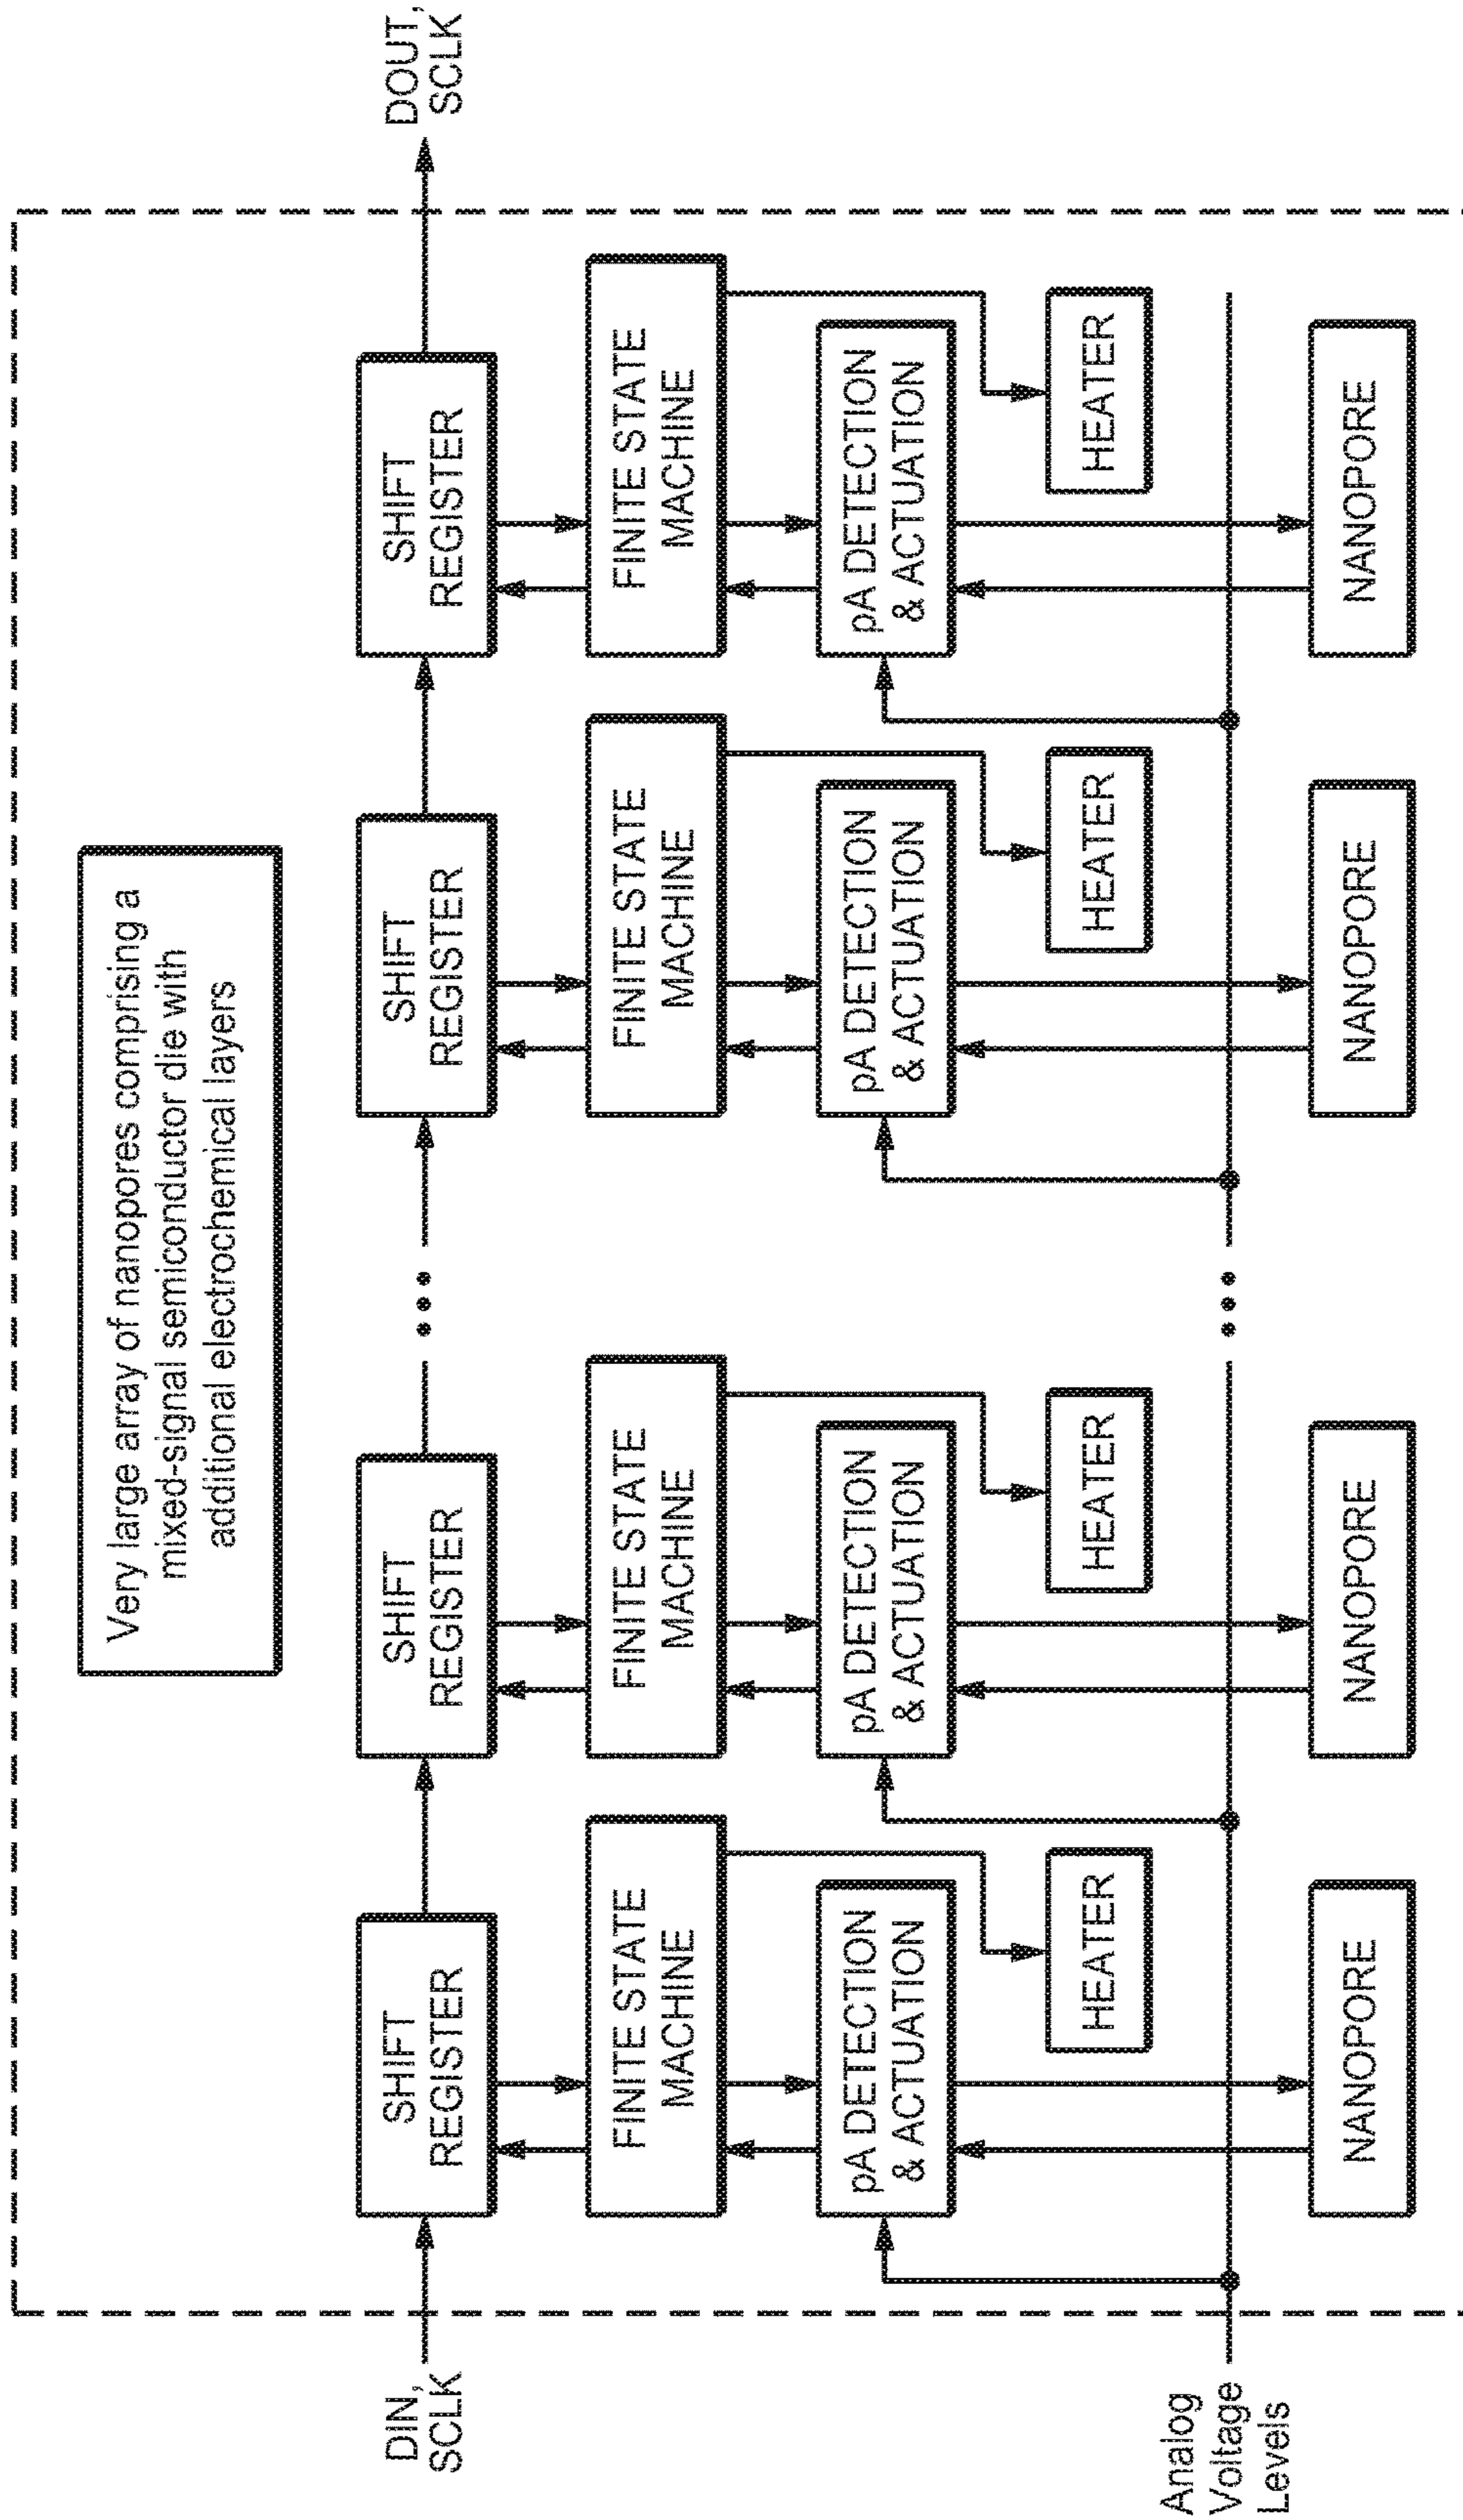 Very large array of nanopores comprising a
mixed-signal semiconductor die with
additional electrochemical layers
DIN,
SCLK
SHIFT
REGISTER
SHIFT
REGISTER
SHIFT
REGISTER
SHIFT
REGISTER
DOUT,
SCLK
FINITE STATE
MACHINE
FINITE STATE
MACHINE
FINITE STATE
MACHINE
FINITE STATE
MACHINE
pA DETECTION
& ACTUATION
pA DETECTION
& ACTUATION
pA DETECTION
& ACTUATION
pA DETECTION
& ACTUATION
HEATER
HEATER
HEATER
HEATER
Analog
Voltage
Levels
NANOPORE
NANOPORE
NANOPORE
NANOPORE